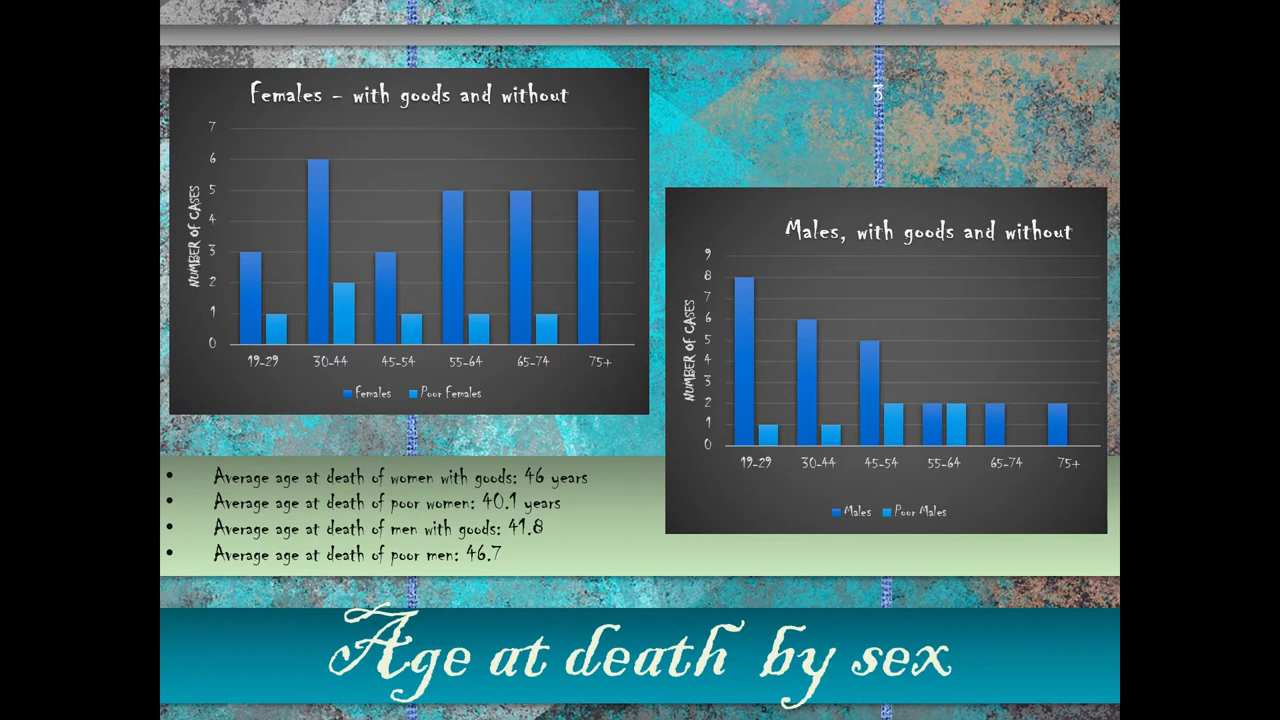 3
Females - with goods and without
7
6
5
4
3
2
1
0
NUMBER OF CASES
19-29 30-44 45-54 55-64 65-74 75+
Females Poor Females
Males, with goods and without
9
8
7
6
5
4
3
2
1
0
NUMBER OF CASES
19-29 30-44 45-54 55-64 65-74 75+
Males Poor Males
• Average age at death of women with goods: 46 years
• Average age at death of poor women: 40.1 years
• Average age at death of men with goods: 41.8
• Average age at death of poor men: 46.7
Age at death by sex